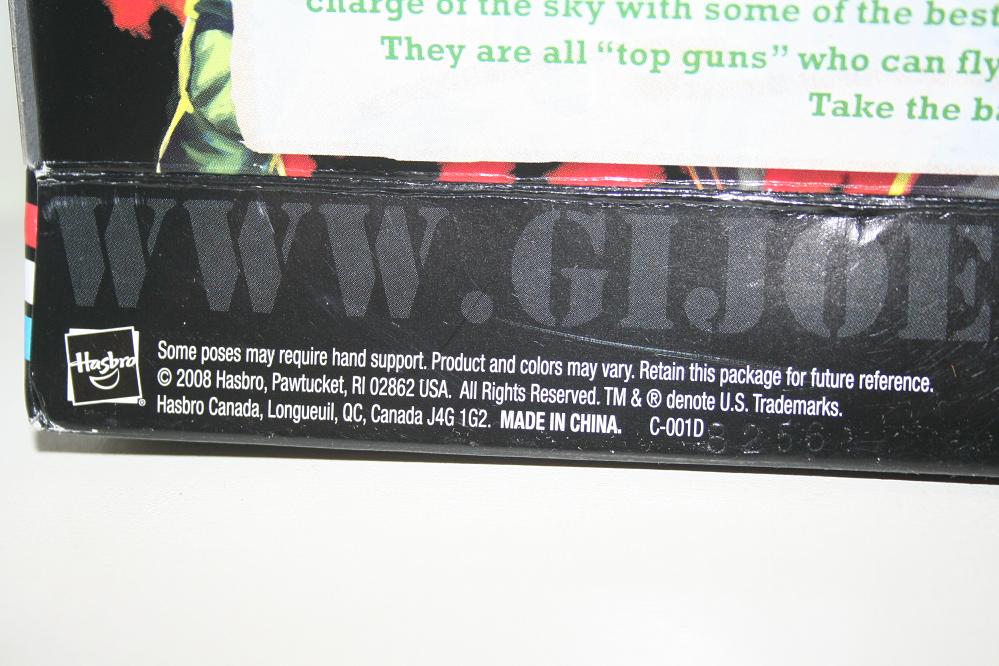 charge of the sky with some of the best
They are all “top guns” who can fly
Take the
WWW.GIJOE
Hasbro
®
Some poses may require hand support. Product and colors may vary. Retain this package for future reference.
© 2008 Hasbro, Pawtucket, RI 02862 USA. All Rights Reserved. TM & ® denote U.S. Trademarks.
Hasbro Canada, Longueuil, QC, Canada J4G 1G2. MADE IN CHINA. C-001D